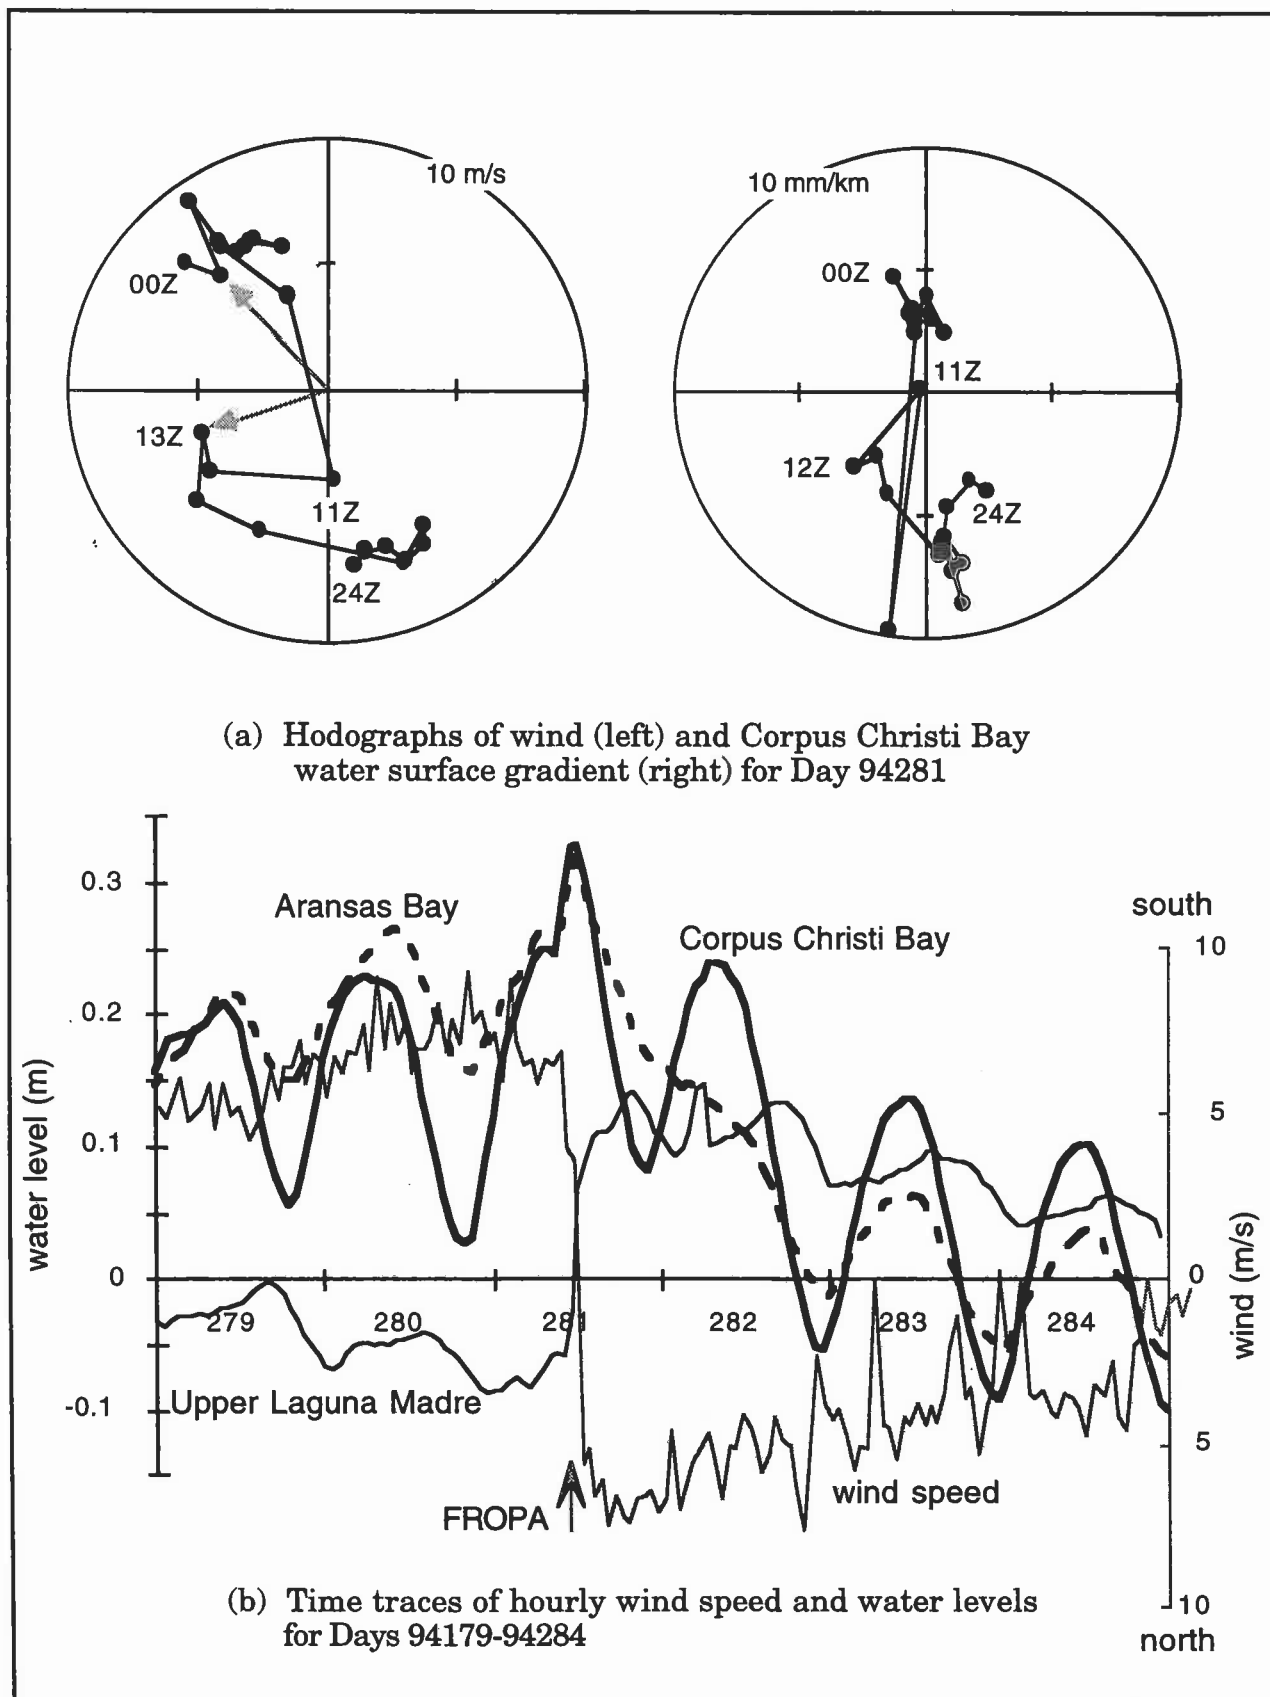 10 m/s
00Z
13Z
11Z
24Z
10 mm/km
00Z
11Z
12Z
24Z
(a) Hodographs of wind (left) and Corpus Christi Bay
water surface gradient (right) for Day 94281
0.3
0.2
0.1
0
-0.1
water level (m)
Aransas Bay
Corpus Christi Bay
south
10
5
0
5
10
north
wind (m/s)
279
280
281
282
283
284
Upper Laguna Madre
wind speed
FROPA
(b) Time traces of hourly wind speed and water levels
for Days 94179-94284